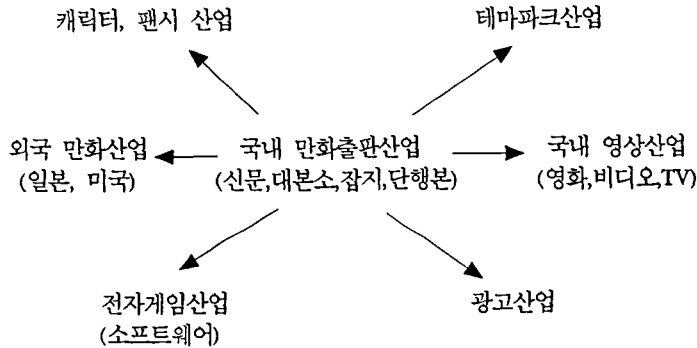 캐릭터, 팬시 산업
테마파크산업
외국 만화산업
(일본, 미국)
국내 만화출판산업
(신문,대본소,잡지,단행본)
국내 영상산업
(영화,비디오,TV)
전자게임산업
(소프트웨어)
광고산업